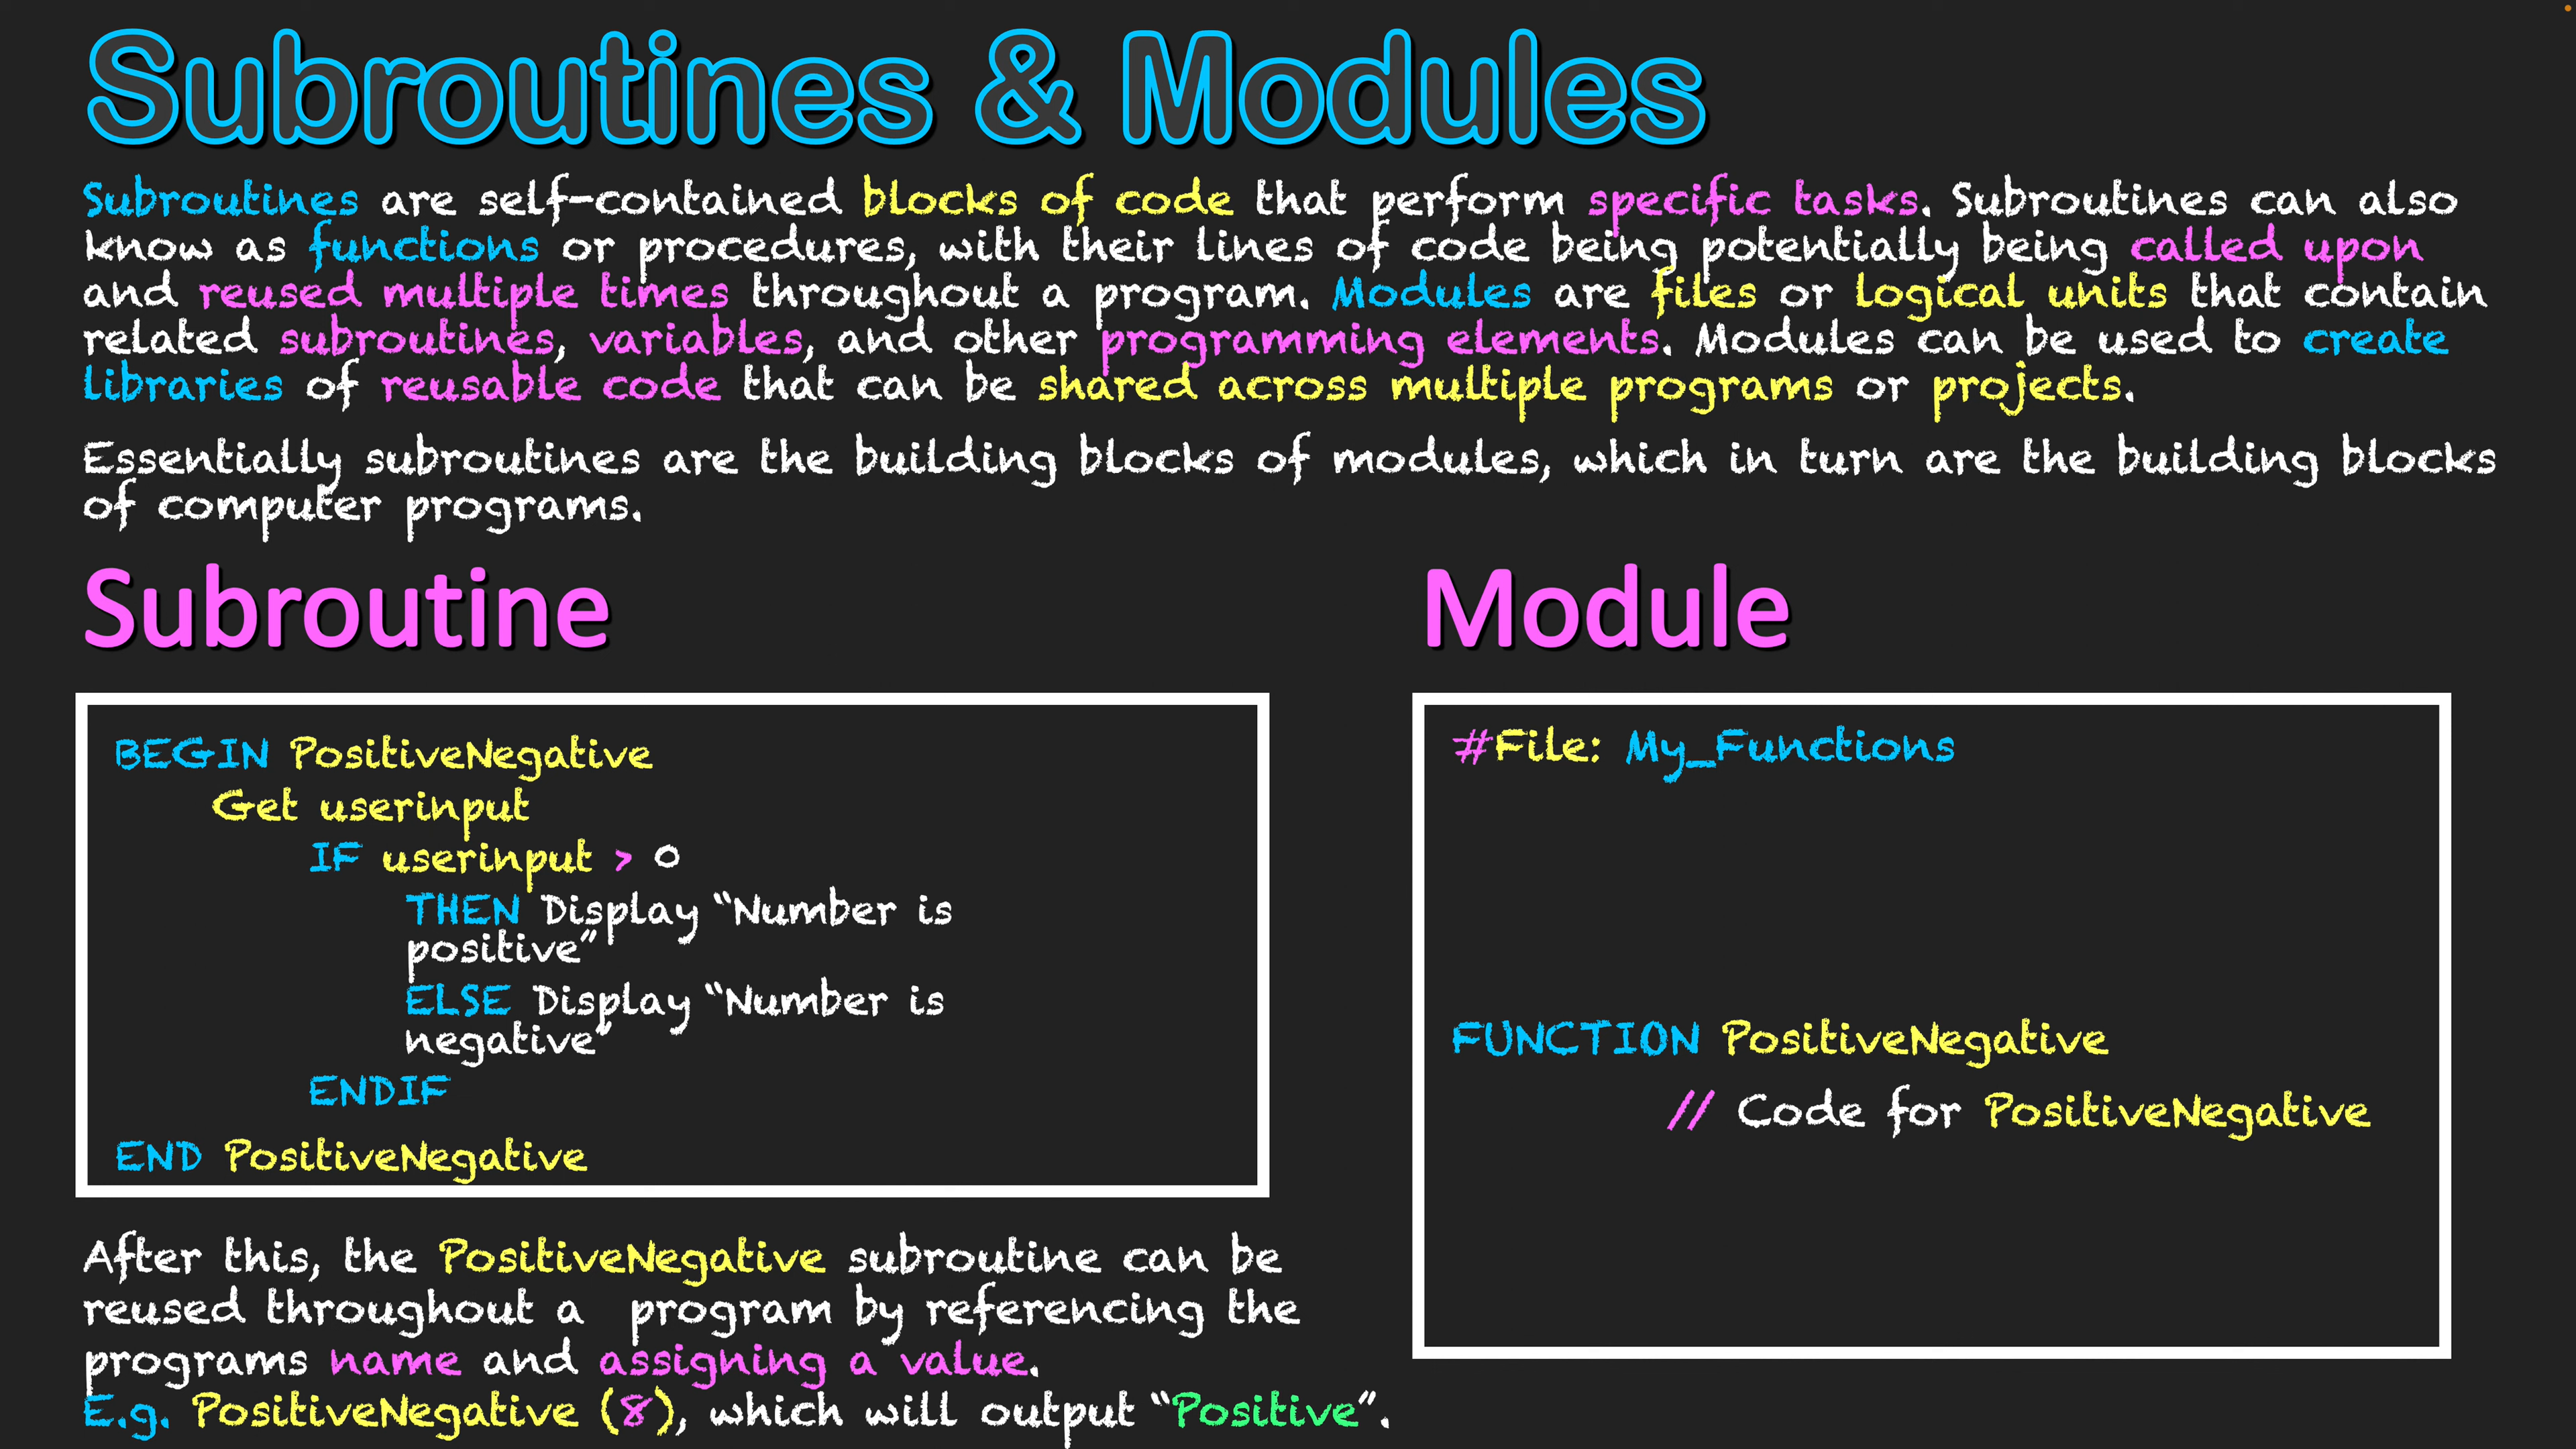 Subroutines & Modules
Subroutines are self-contained blocks of code that perform specific tasks. Subroutines can also
know as functions or procedures, with their lines of code being potentially being called upon
and reused multiple times throughout a program. Modules are files or logical units that contain
related subroutines, variables, and other programming elements. Modules can be used to create
libraries of reusable code that can be shared across multiple programs or projects.
Essentially subroutines are the building blocks of modules, which in turn are the building blocks
of computer programs.
Subroutine
BEGIN PositiveNegative
Get userinput
IF userinput > 0
THEN Display “Number is
positive”
ELSE Display “Number is
negative”
ENDIF
END PositiveNegative
After this, the PositiveNegative subroutine can be
reused throughout a program by referencing the
programs name and assigning a value.
E.g. PositiveNegative (8), which will output “Positive”.
Module
#File: My_Functions
FUNCTION PositiveNegative
// Code for PositiveNegative